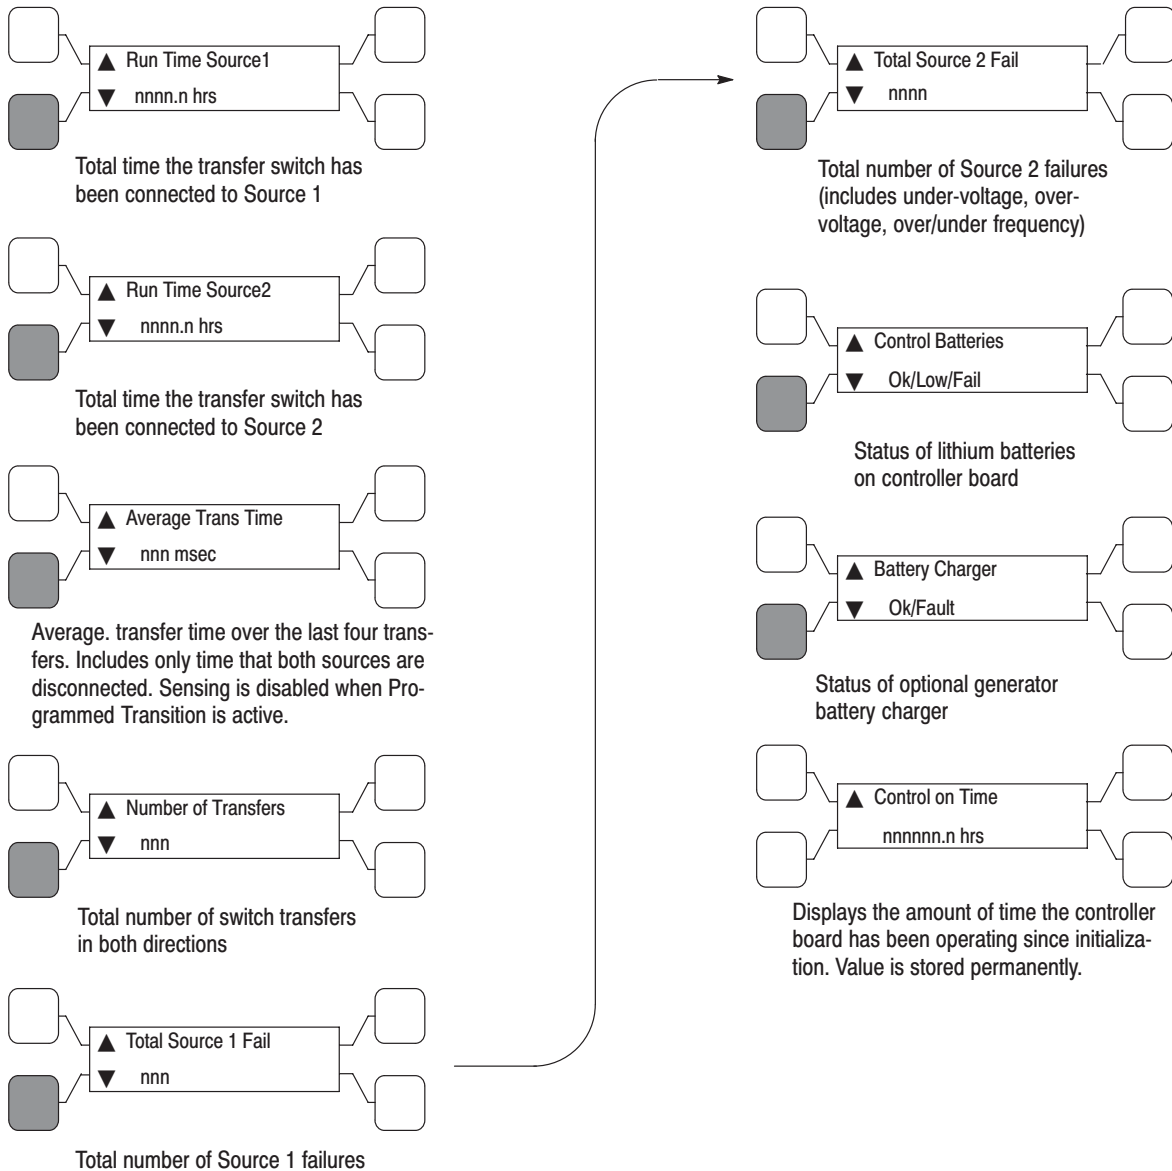 ▲ Run Time Source1
▼ nnnn.n hrs
Total time the transfer switch has
been connected to Source 1
▲ Run Time Source2
▼ nnnn.n hrs
Total time the transfer switch has
been connected to Source 2
▲ Average Trans Time
▼ nnn msec
Average. transfer time over the last four trans-
fers. Includes only time that both sources are
disconnected. Sensing is disabled when Pro-
grammed Transition is active.
▲ Number of Transfers
▼ nnn
Total number of switch transfers
in both directions
▲ Total Source 1 Fail
▼ nnn
Total number of Source 1 failures
▲ Total Source 2 Fail
▼ nnnn
Total number of Source 2 failures
(includes under-voltage, over-
voltage, over/under frequency)
▲ Control Batteries
▼ Ok/Low/Fail
Status of lithium batteries
on controller board
▲ Battery Charger
▼ Ok/Fault
Status of optional generator
battery charger
▲ Control on Time
nnnnnn.n hrs
Displays the amount of time the controller
board has been operating since initializa-
tion. Value is stored permanently.